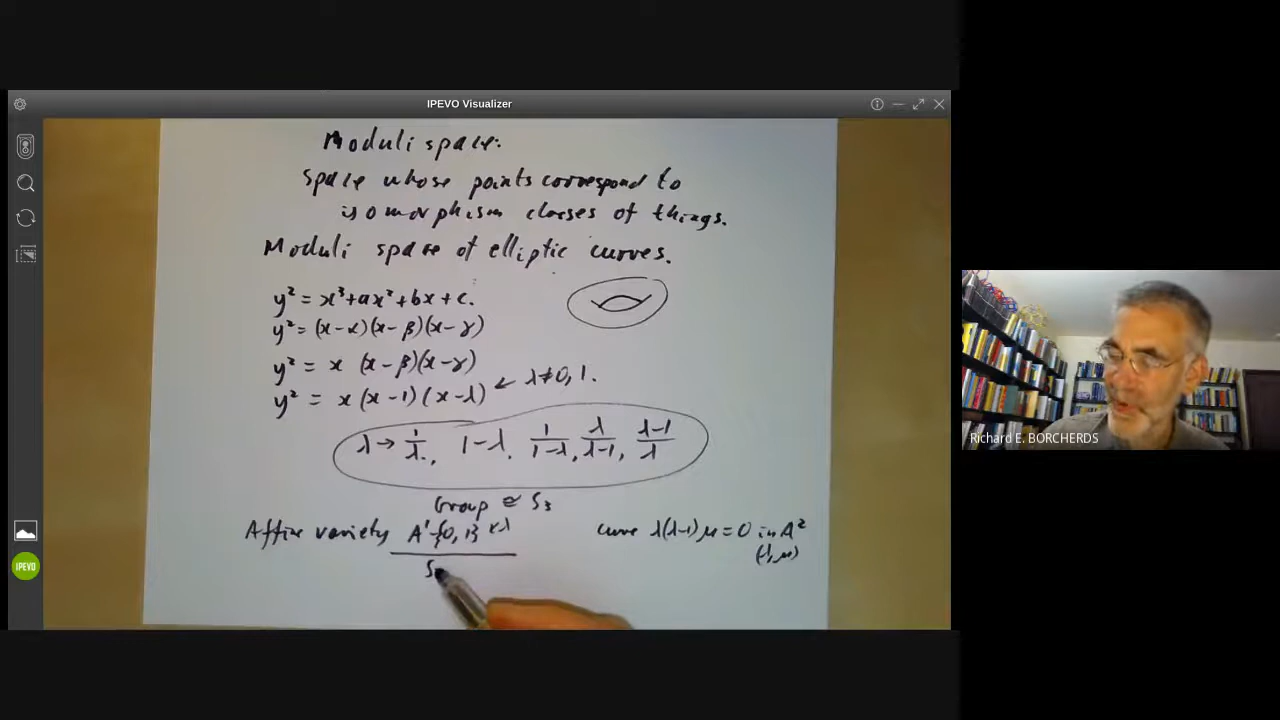 IPEVO Visualizer
Moduli space:
Space whose points correspond to
isomorphism classes of things.
Moduli space of elliptic curves.
y² = x³+ax²+bx+c.
y² = (x-α)(x-β)(x-γ)
y² = x (x-β)(x-γ)
y² = x(x-1)(x-λ) ← λ≠0,1.
λ → 1/λ, 1-λ, 1/(1-λ), λ/(λ-1), (λ-1)/λ
Group ≅ S₃
Affine variety A¹-{0,1} ∋ λ curve λ(λ-1)μ=0 in A²
S (λ,μ)
IPEVO
Richard E. BORCHERDS